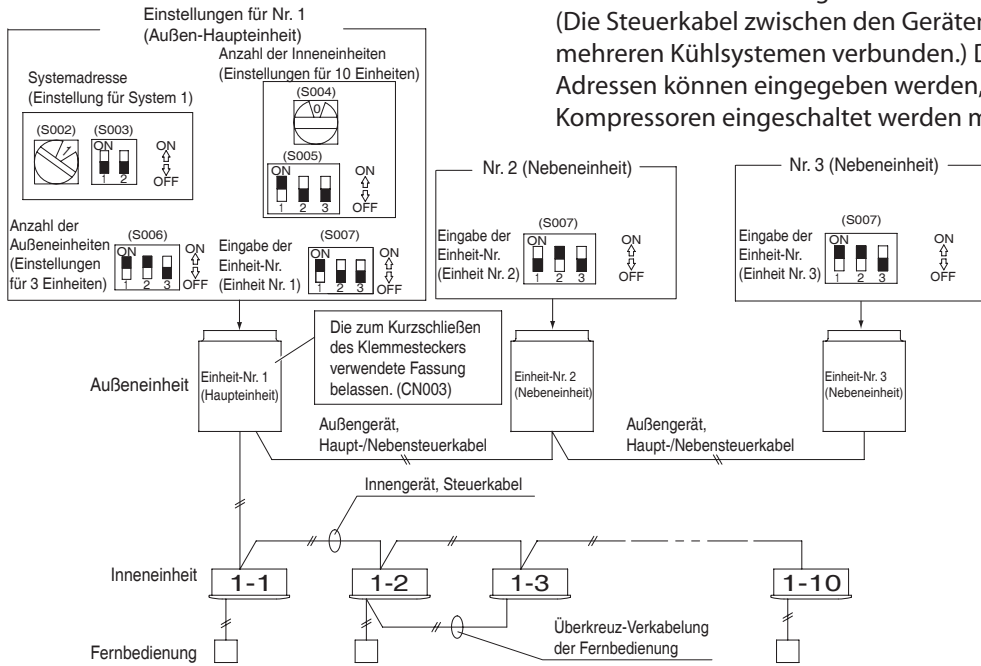 (Die Steuerkabel zwischen den Geräten
mehreren Kühlsystemen verbunden.)
Adressen können eingegeben werden,
Kompressoren eingeschaltet werden
Einstellungen für Nr. 1
(Außen-Haupteinheit)
Anzahl der Inneneinheiten
(Einstellungen für 10 Einheiten)
Systemadresse
(Einstellung für System 1)
(S004)
0
(S002)
(S003)
ON
1 2
ON
OFF
(S005)
ON
1 2 3
ON
OFF
Anzahl der
Außeneinheiten
(Einstellungen
für 3 Einheiten)
(S006)
ON
1 2 3
ON
OFF
Eingabe der
Einheit-Nr.
(Einheit Nr. 1)
(S007)
ON
1 2 3
ON
OFF
Nr. 2 (Nebeneinheit)
Eingabe der
Einheit-Nr.
(Einheit Nr. 2)
(S007)
ON
1 2 3
ON
OFF
Nr. 3 (Nebeneinheit)
Eingabe der
Einheit-Nr.
(Einheit Nr. 3)
(S007)
ON
1 2 3
ON
OFF
Die zum Kurzschließen
des Klemmesteckers
verwendete Fassung
belassen. (CN003)
Außeneinheit
Einheit-Nr. 1
(Haupteinheit)
Einheit-Nr. 2
(Nebeneinheit)
Einheit-Nr. 3
(Nebeneinheit)
Außengerät,
Haupt-/Nebensteuerkabel
Außengerät,
Haupt-/Nebensteuerkabel
Innengerät, Steuerkabel
Inneneinheit
1-1
1-2
1-3
1-10
Überkreuz-Verkabelung
der Fernbedienung
Fernbedienung